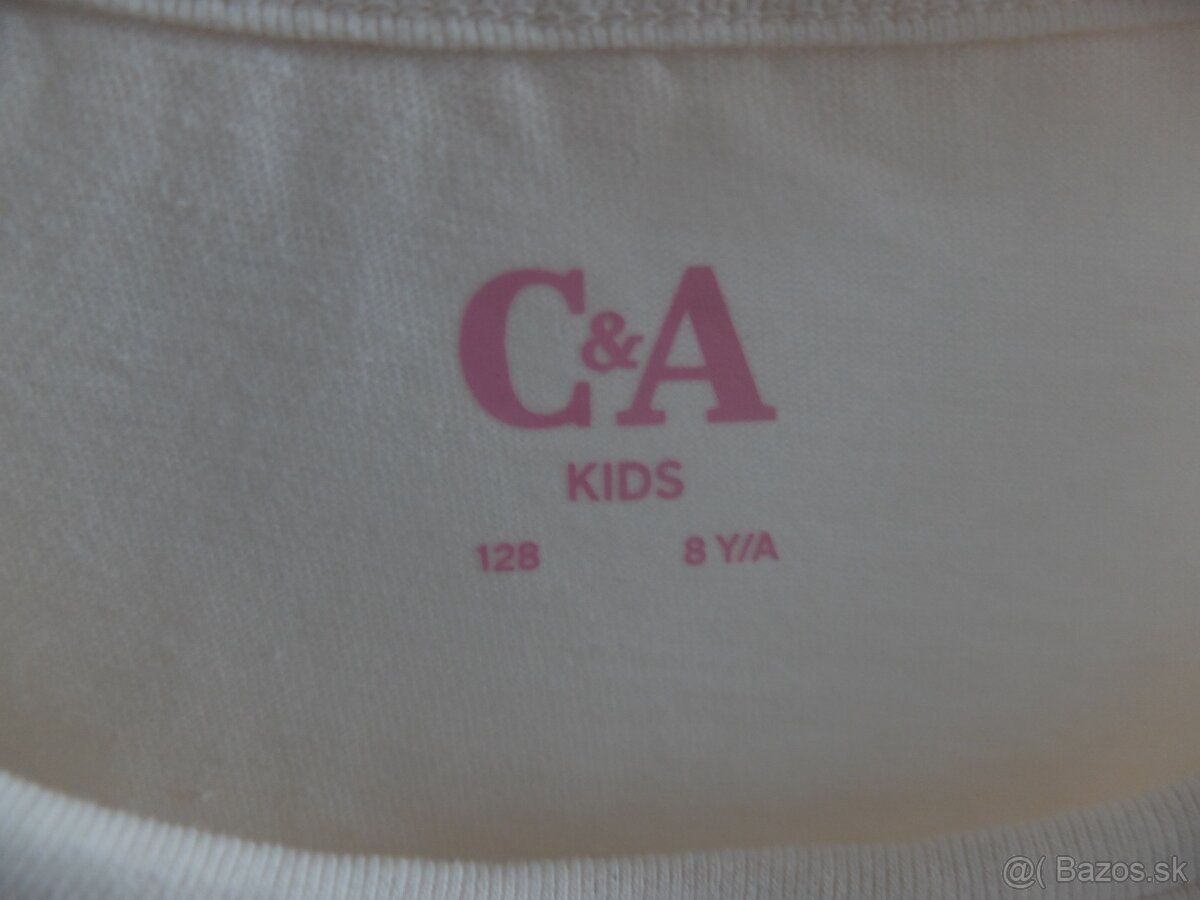 C&A
KIDS
128 8 Y/A
@( Bazos.sk